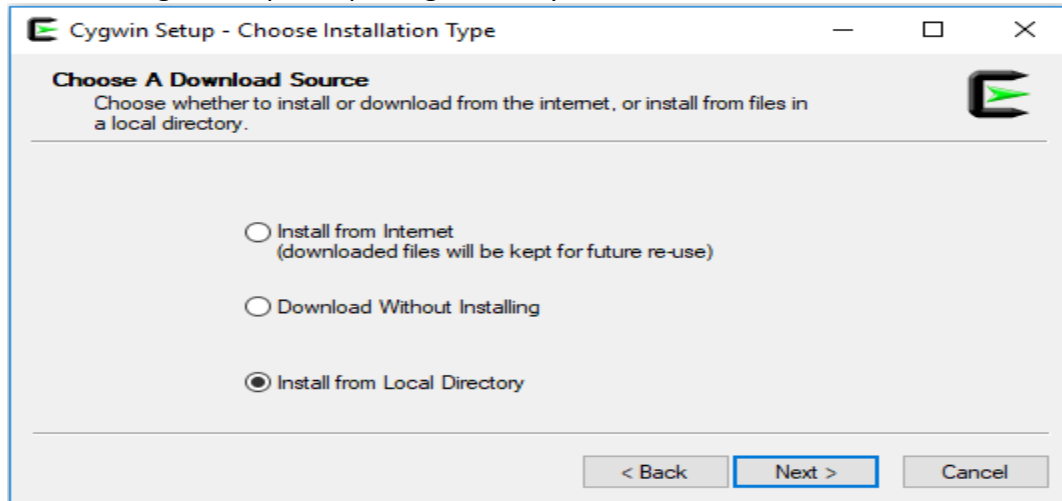 Cygwin Setup - Choose Installation Type
Choose A Download Source
Choose whether to install or download from the internet, or install from files in
a local directory.
Install from Internet
(downloaded files will be kept for future re-use)
Download Without Installing
Install from Local Directory
< Back Next > Cancel